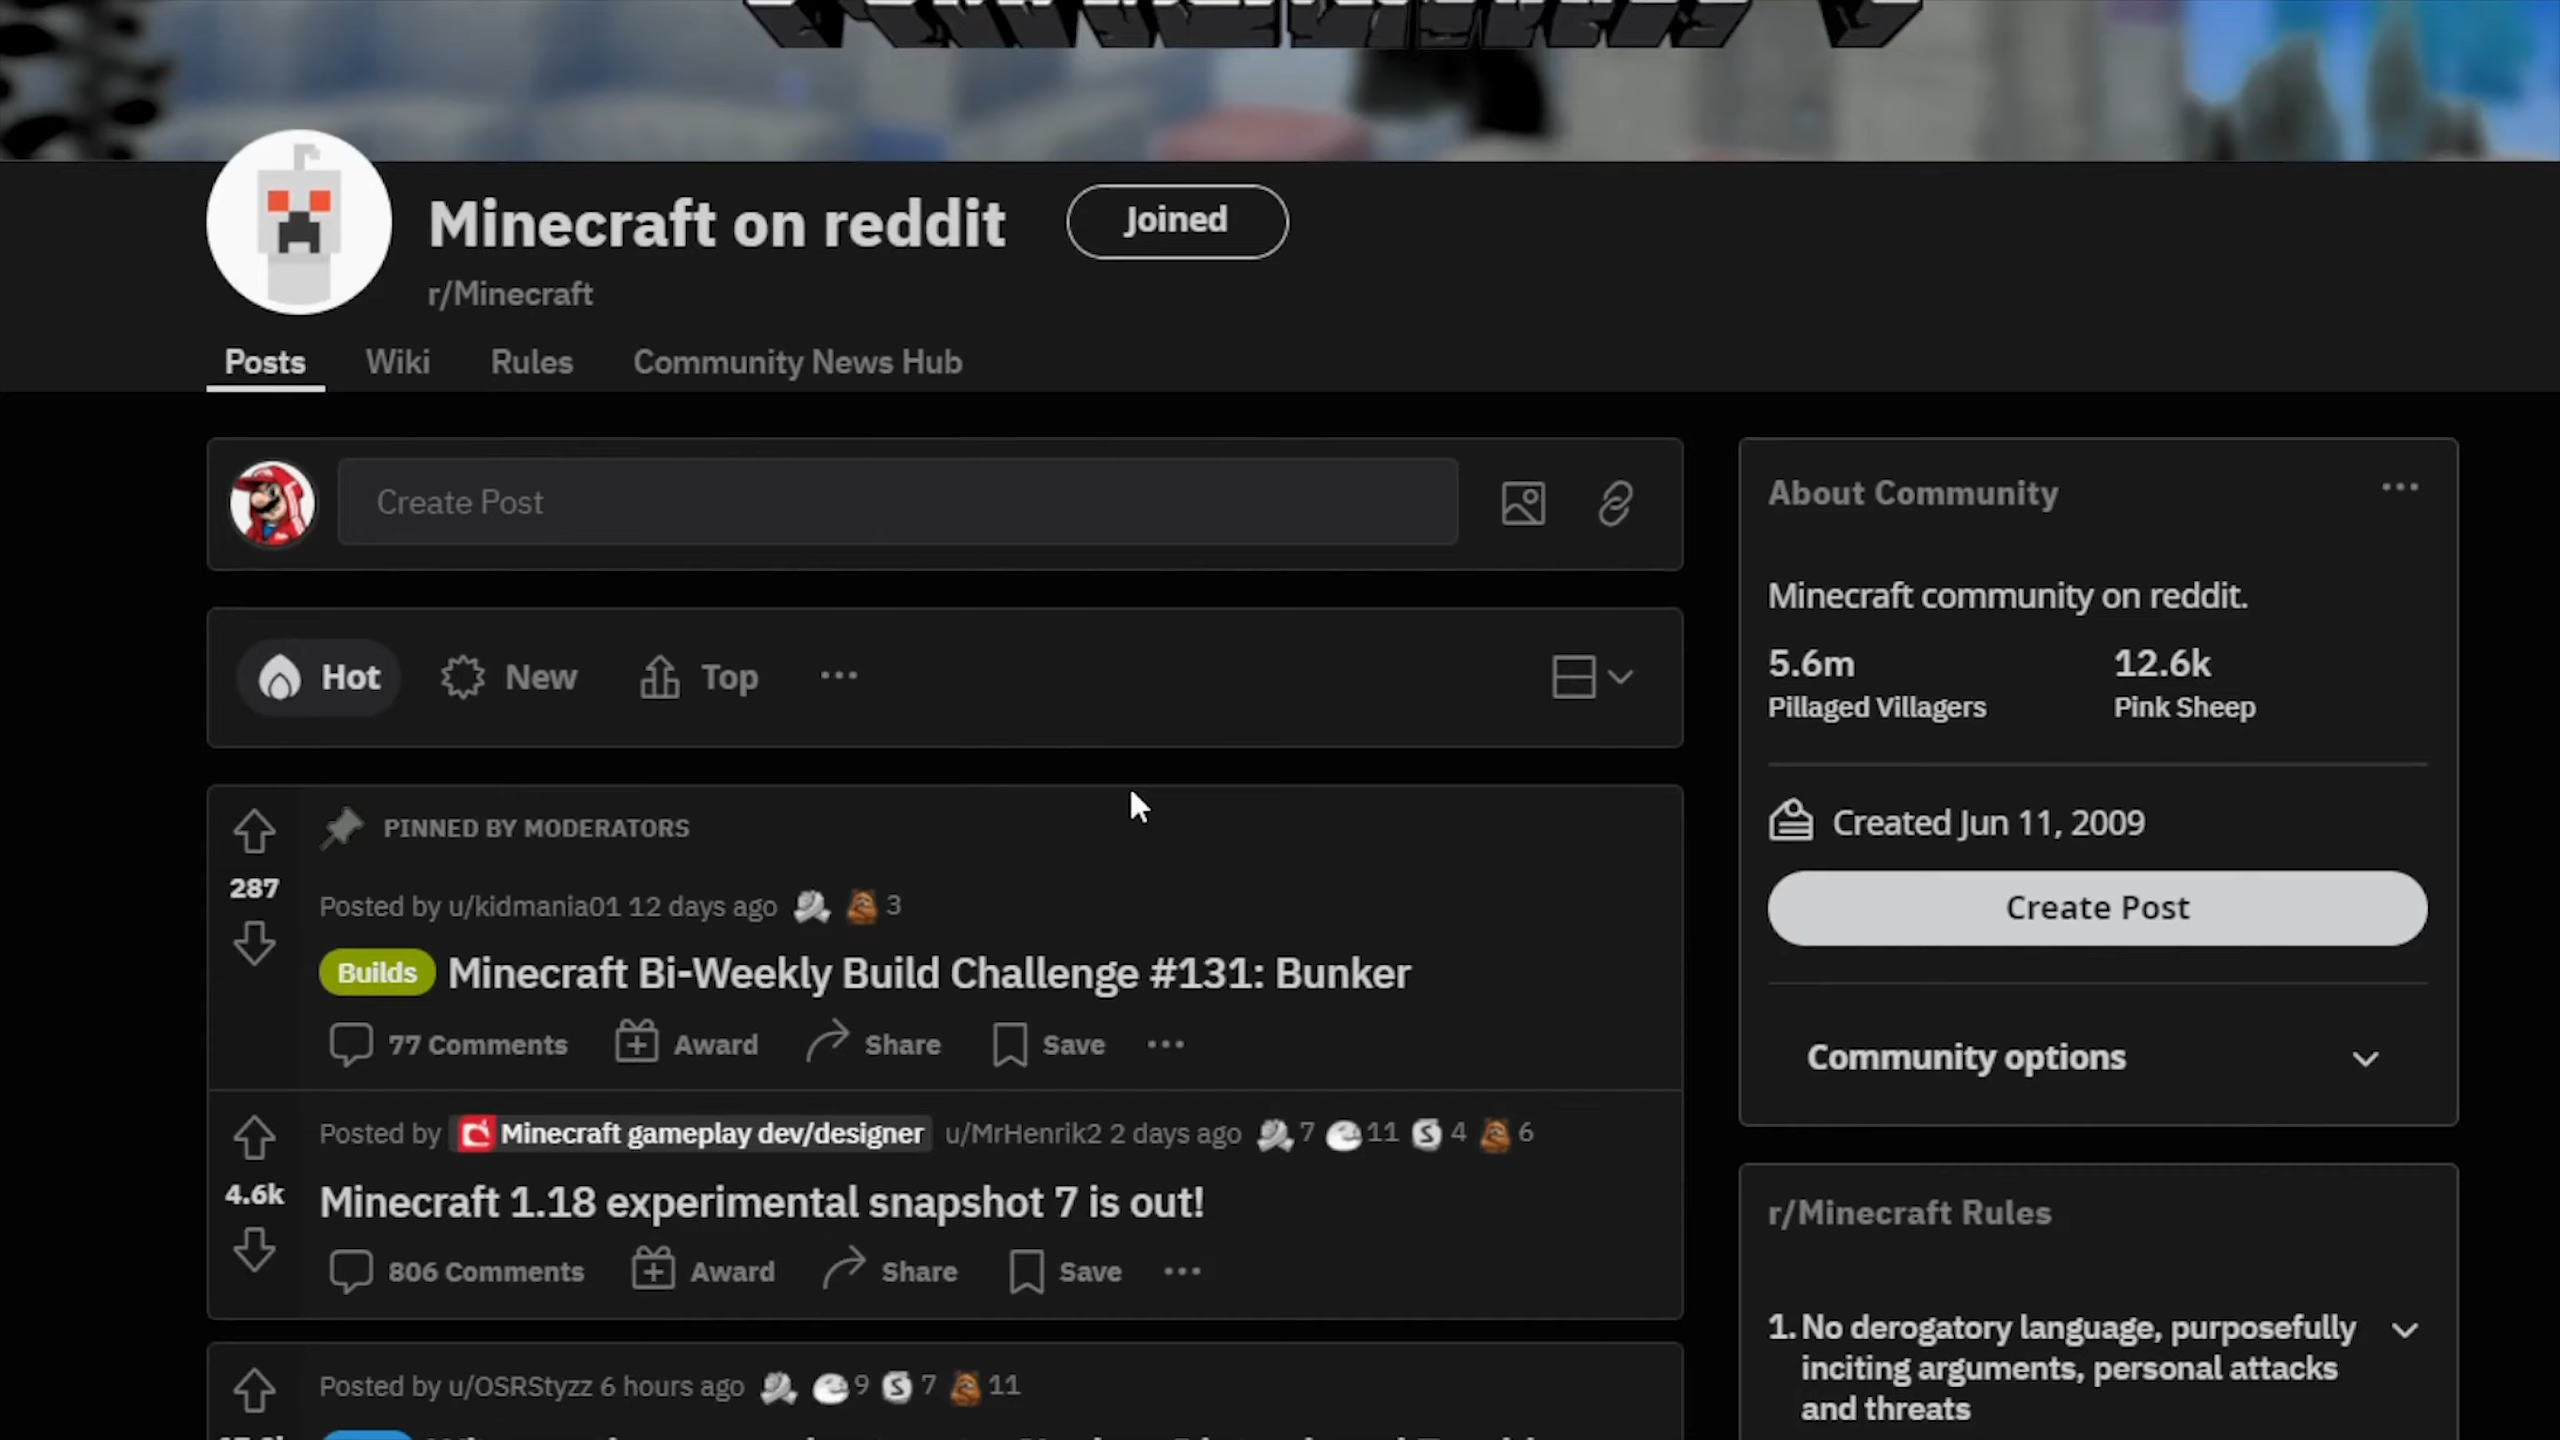 Minecraft on reddit
Joined
r/Minecraft
Posts Wiki Rules Community News Hub
Create Post
Hot New Top
PINNED BY MODERATORS
287
Posted by u/kidmania01 12 days ago 3
Builds Minecraft Bi-Weekly Build Challenge #131: Bunker
77 Comments Award Share Save
Posted by Minecraft gameplay dev/designer u/MrHenrik2 2 days ago 7 11 4 6
4.6k
Minecraft 1.18 experimental snapshot 7 is out!
806 Comments Award Share Save
Posted by u/OSRStyzz 6 hours ago 9 7 11
About Community
Minecraft community on reddit.
5.6m 12.6k
Pillaged Villagers Pink Sheep
Created Jun 11, 2009
Create Post
Community options
r/Minecraft Rules
1. No derogatory language, purposefully
inciting arguments, personal attacks
and threats